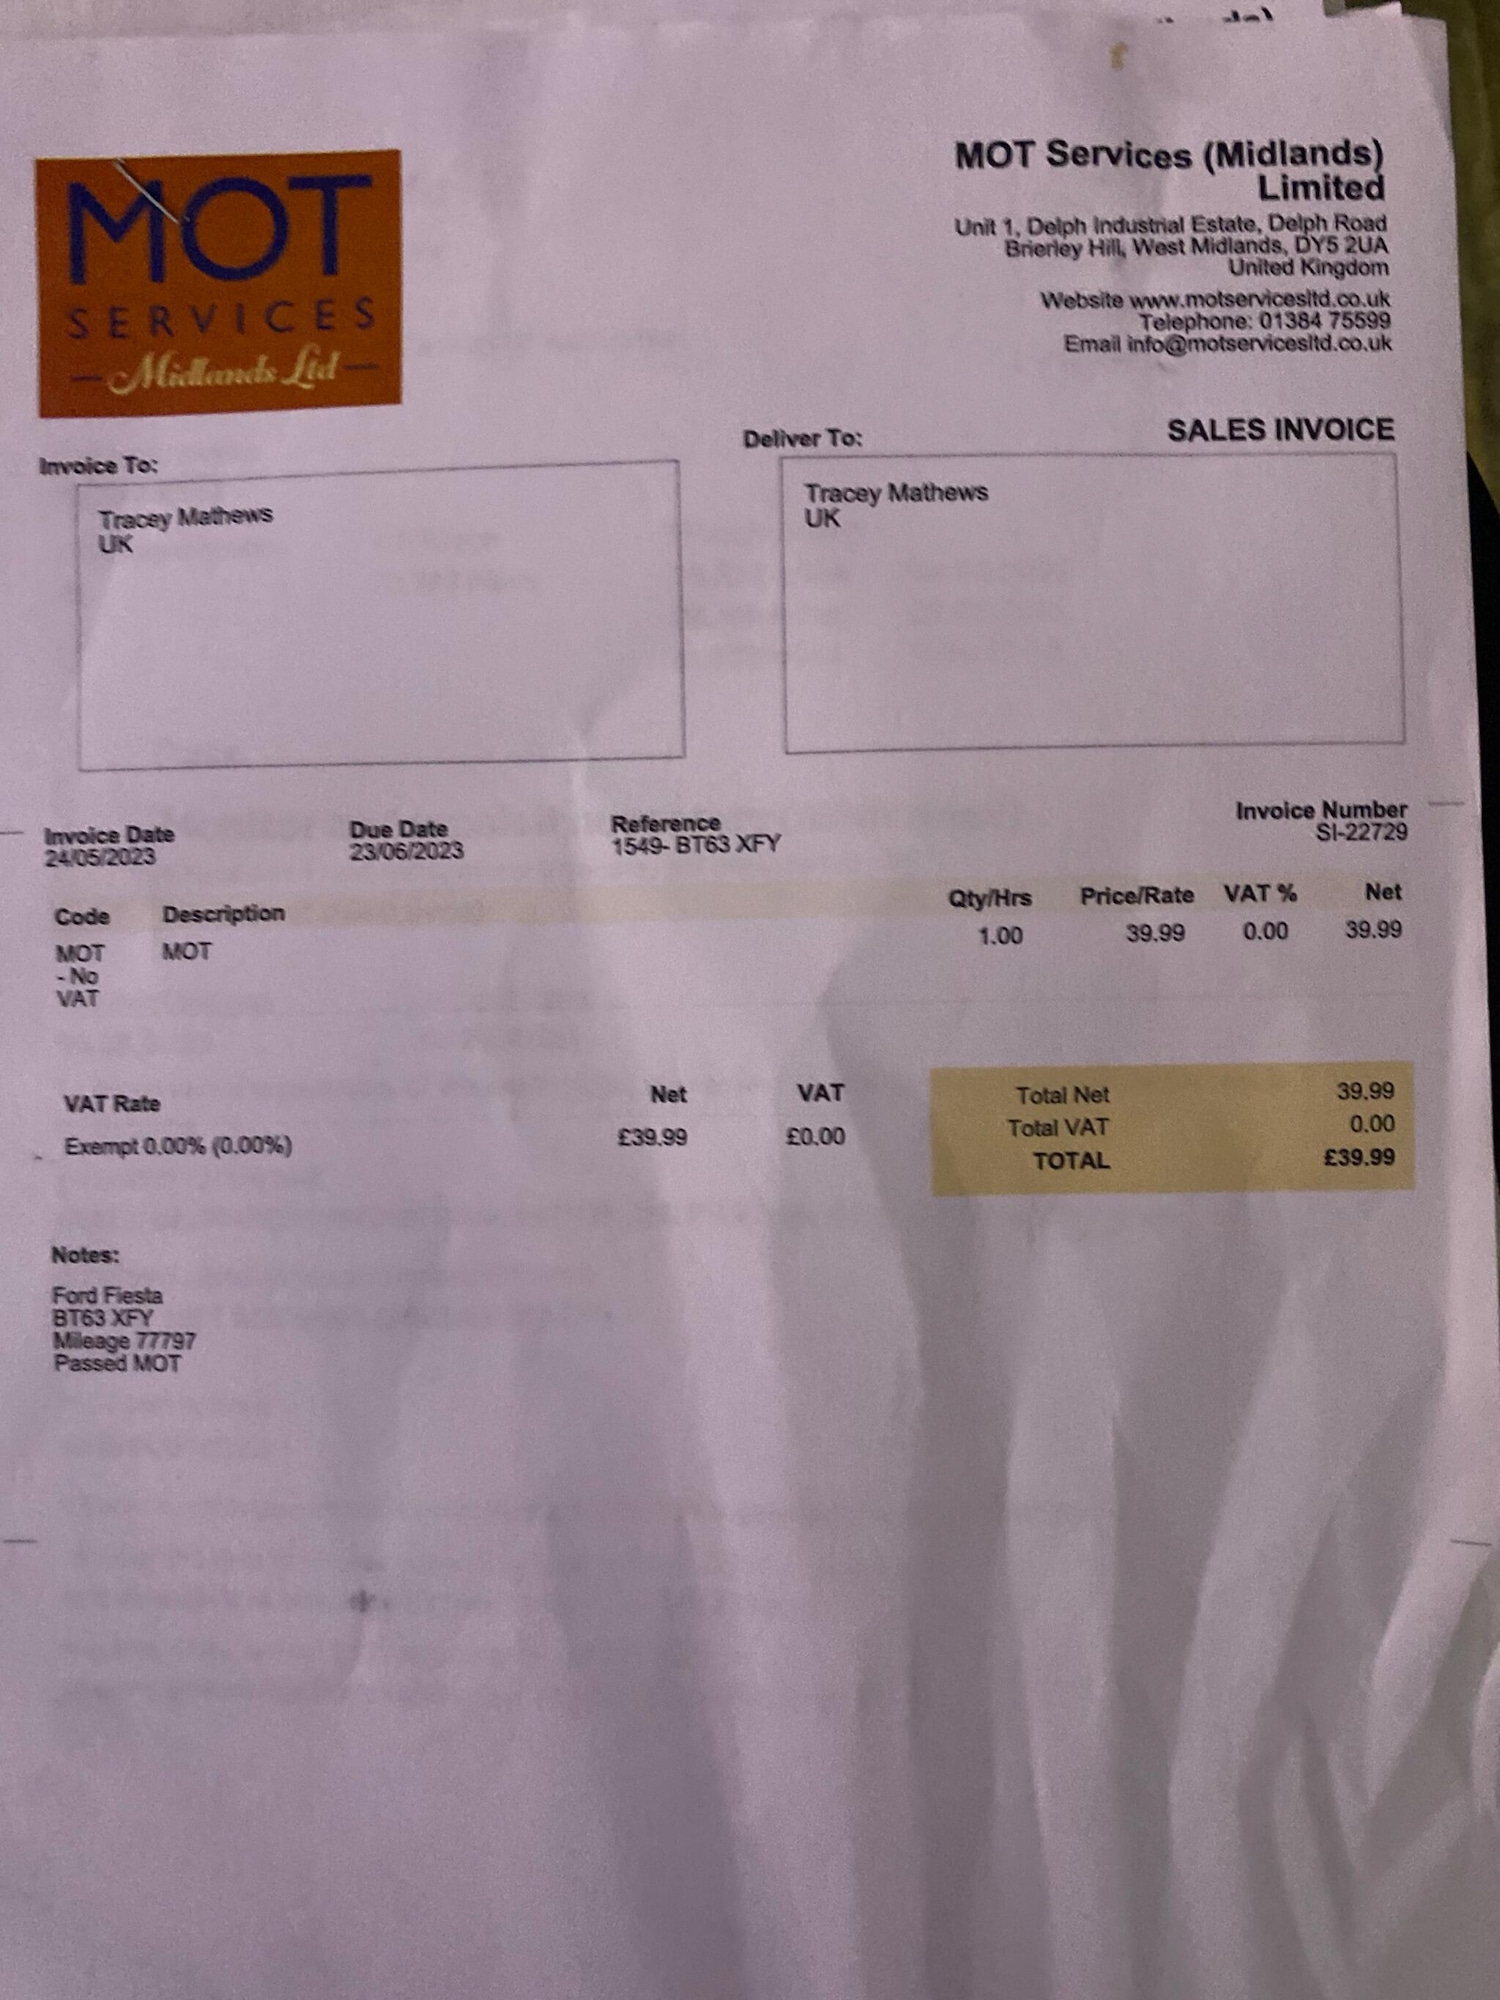 MOT
SERVICES
Midlands Ltd
MOT Services (Midlands)
Limited
Unit 1, Delph Industrial Estate, Delph Road
Brierley Hill, West Midlands, DY5 2UA
United Kingdom
Website www.motservicesltd.co.uk
Telephone: 01384 75599
Email info@motservicesltd.co.uk
SALES INVOICE
Invoice To:
Tracey Mathews
UK
Deliver To:
Tracey Mathews
UK
Invoice Date
24/05/2023
Due Date
23/06/2023
Reference
1549- BT63 XFY
Invoice Number
SI-22729
Code Description Qty/Hrs Price/Rate VAT % Net
MOT MOT 1.00 39.99 0.00 39.99
- No
VAT
VAT Rate Net VAT
Exempt 0.00% (0.00%) £39.99 £0.00
Total Net 39.99
Total VAT 0.00
TOTAL £39.99
Notes:
Ford Fiesta
BT63 XFY
Mileage 77797
Passed MOT